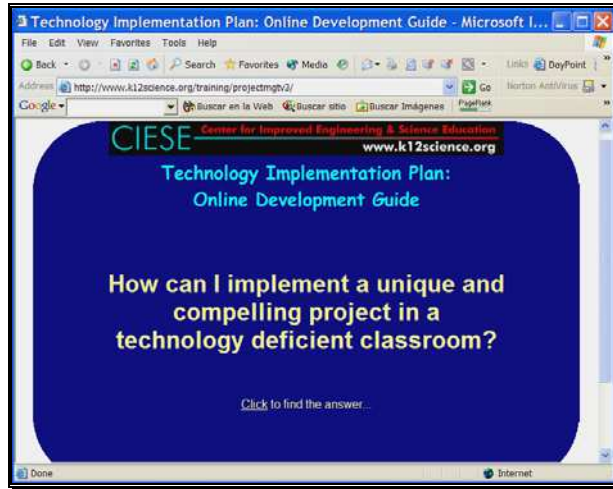 Technology Implementation Plan: Online Development Guide - Microsoft I...
File Edit View Favorites Tools Help
Back Search Favorites Media Links DayPoint »
Address http://www.k12science.org/training/projectmgtv2/ Go Norton AntiVirus
Google Buscar en la Web Buscar sitio Buscar Imágenes PageRank »
CIESE Center for Improved Engineering & Science Education
www.k12science.org
Technology Implementation Plan:
Online Development Guide
How can I implement a unique and
compelling project in a
technology deficient classroom?
Click to find the answer...
Done Internet